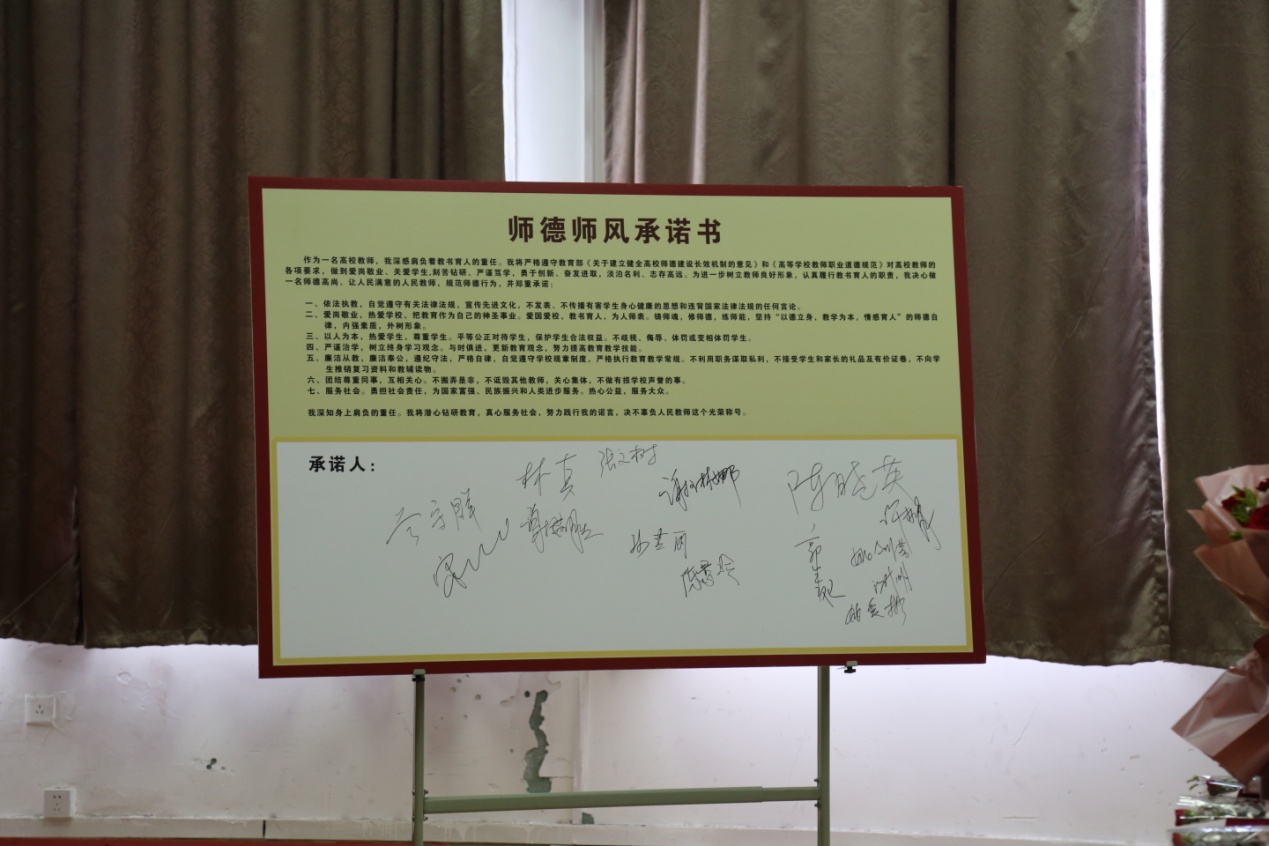 师德师风承诺书
作为一名高校教师，我深感肩负着教书育人的重任。我将严格遵守教育部《关于建立健全高校师德建设长效机制的意见》和《高等学校教师职业道德规范》对高校教师的
各项要求，做到爱岗敬业、关爱学生,刻苦钻研、严谨笃学，勇于创新、奋发进取，淡泊名利、志存高远。为进一步树立教师良好形象，认真履行教书育人的职责，我决心做
一名师德高尚、让人民满意的人民教师，规范师德行为，并郑重承诺：
一、依法执教，自觉遵守有关法律法规，宣传先进文化，不发表、不传播有害学生身心健康的思想和违背国家法律法规的任何言论。
二、爱岗敬业、热爱学校、把教育作为自己的神圣事业。爱国爱校，教书育人，为人师表。铸师魂，修师德，练师能，坚持“以德立身，教学为本，情感育人”的师德自
律，内强素质，外树形象。
三、以人为本，热爱学生，尊重学生，平等公正对待学生，保护学生合法权益。不歧视、侮辱、体罚或变相体罚学生。
四、严谨治学，树立终身学习观念。与时俱进，更新教育观念，努力提高教育教学技能。
五、廉洁从教，廉洁奉公，遵纪守法，严格自律，自觉遵守学校规章制度，严格执行教育教学常规，不利用职务谋取私利，不接受学生和家长的礼品及有价证卷，不向学
生推销复习资料和教辅读物。
六、团结尊重同事，互相关心。不搬弄是非，不诋毁其他教师，关心集体，不做有损学校声誉的事。
七、服务社会。勇担社会责任，为国家富强、民族振兴和人类进步服务。热心公益，服务大众。
我深知身上肩负的重任。我将潜心钻研教育，真心服务社会，努力践行我的诺言，决不辜负人民教师这个光荣称号。
承诺人：
林真
陈晓英